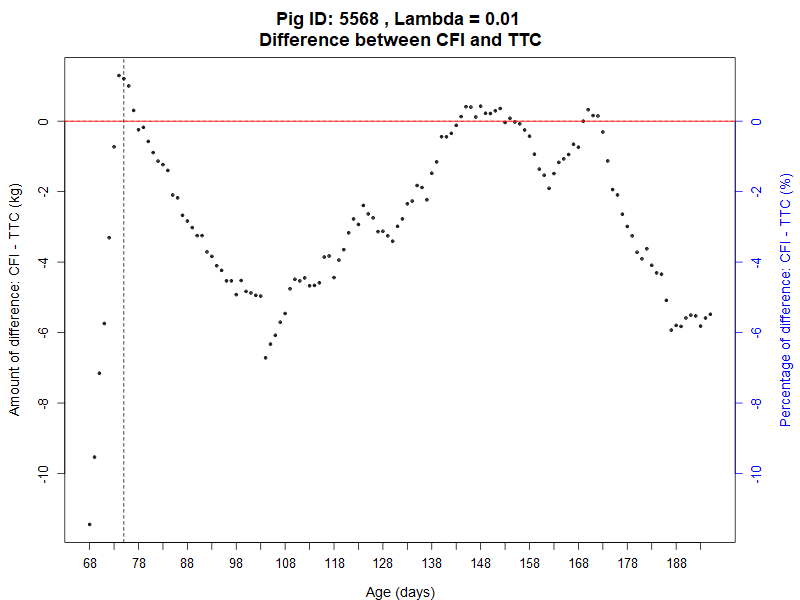 Pig ID: 5568 , Lambda = 0.01
Difference between CFI and TTC
Amount of difference: CFI - TTC (kg)
0
-2
-4
-6
-8
-10
0
-2
-4
-6
-8
-10
Percentage of difference: CFI - TTC (%)
68 78 88 98 108 118 128 138 148 158 168 178 188
Age (days)